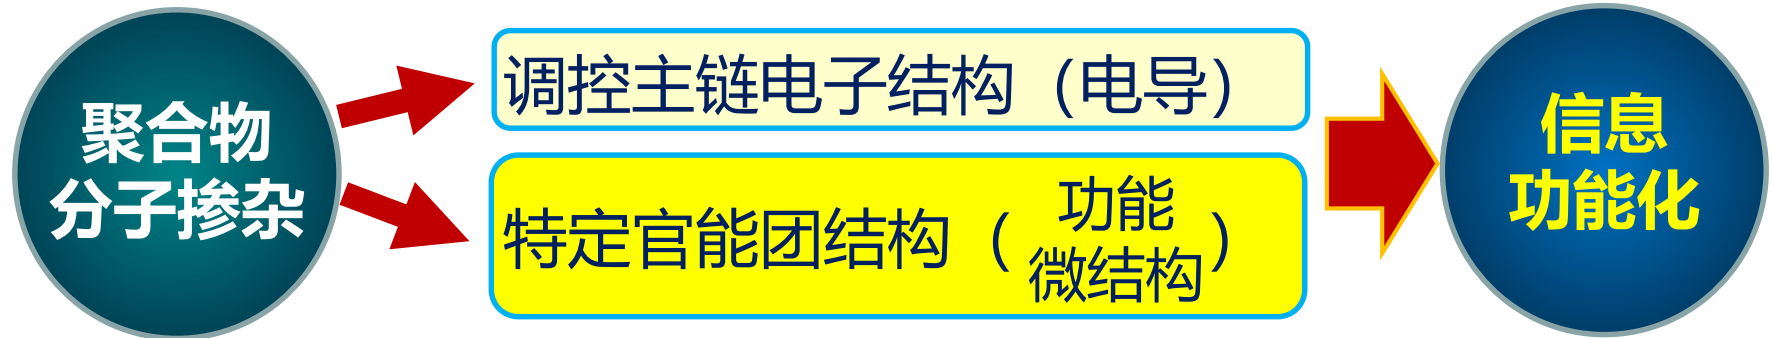 聚合物
分子掺杂
调控主链电子结构（电导）
特定官能团结构（功能
微结构）
信息
功能化